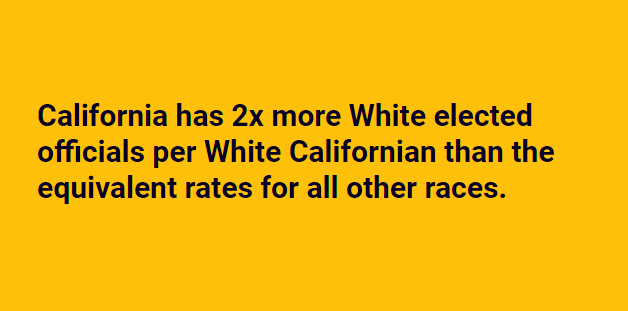 California has 2x more White elected
officials per White Californian than the
equivalent rates for all other races.